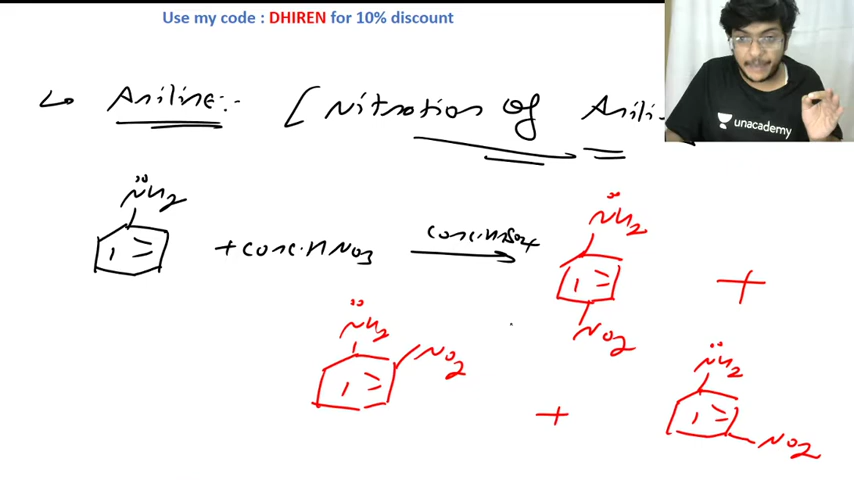 Use my code : DHIREN for 10% discount
unacademy
Aniline:- [Nitration of Anili
NH2
+ conc. HNO3
conc. H2SO4
NH2
NO2
+
NH2
NO2
+
NH2
NO2